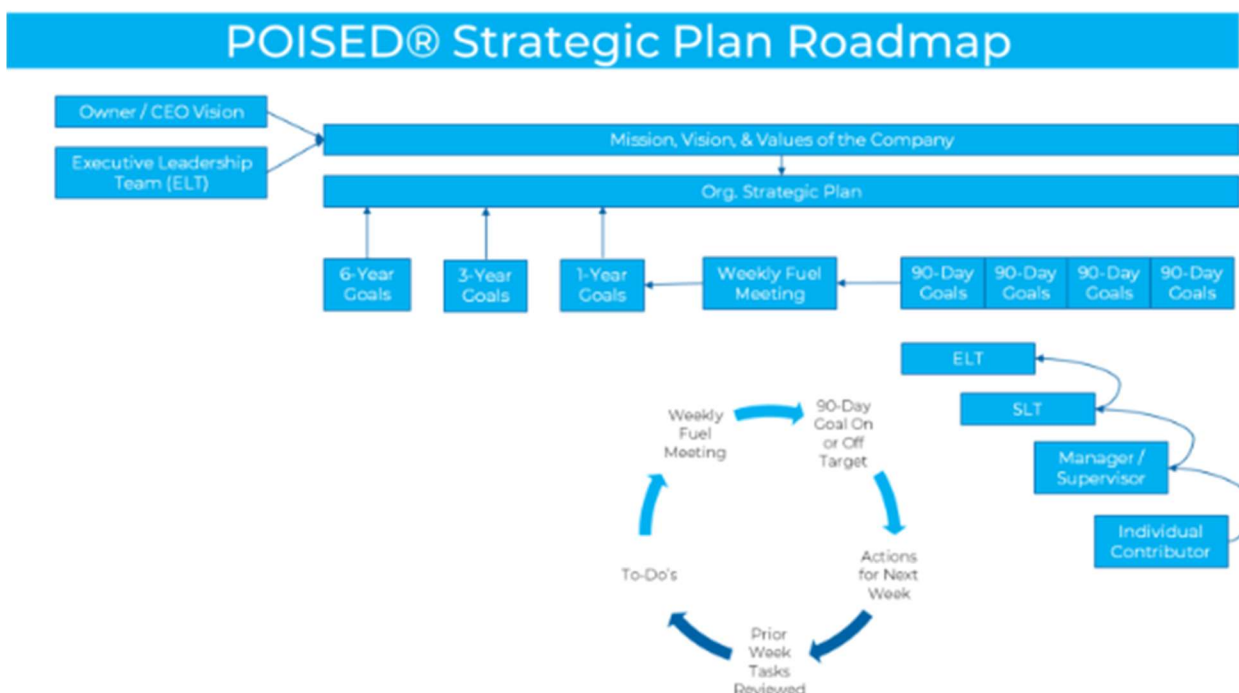 POISED® Strategic Plan Roadmap
Owner / CEO Vision
Executive Leadership
Team (ELT)
Mission, Vision, & Values of the Company
Org. Strategic Plan
6-Year
Goals
3-Year
Goals
1-Year
Goals
Weekly Fuel
Meeting
90-Day
Goals
90-Day
Goals
90-Day
Goals
90-Day
Goals
ELT
SLT
Manager /
Supervisor
Individual
Contributor
Weekly
Fuel
Meeting
90-Day
Goal On
or Off
Target
Actions
for Next
Week
Prior
Week
Tasks
Reviewed
To-Do's